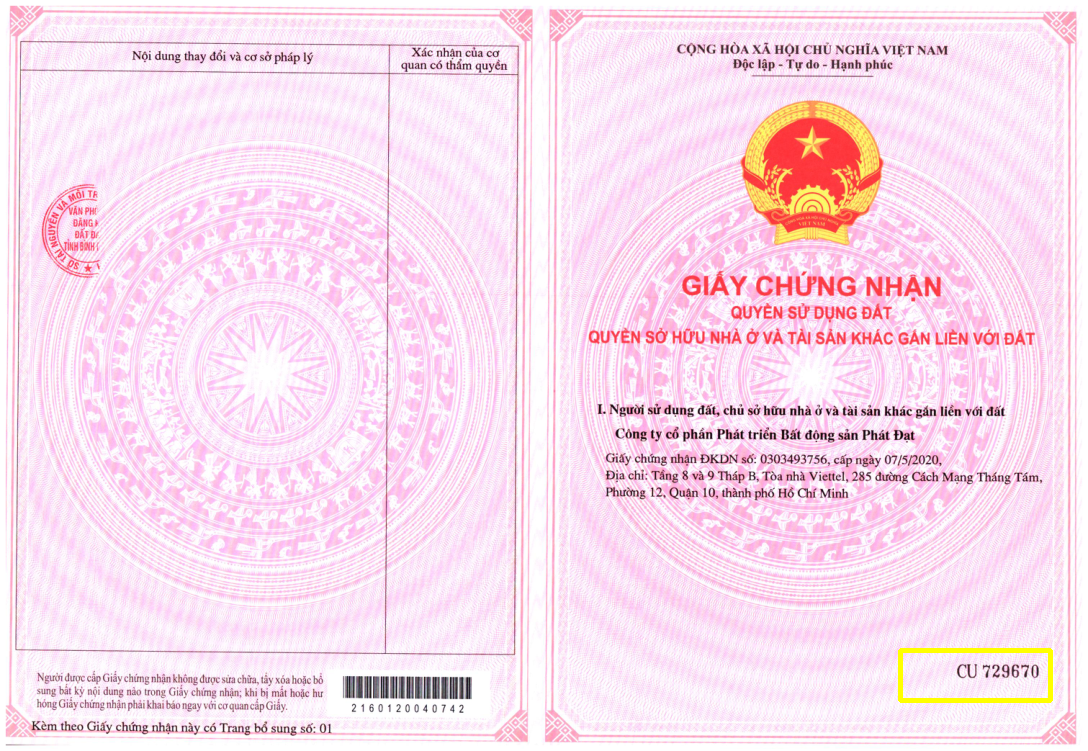 Nội dung thay đổi và cơ sở pháp lý
Xác nhận của cơ
quan có thẩm quyền
SỞ TÀI NGUYÊN VÀ MÔI TR
VĂN PH
ĐĂNG
ĐẤT Đ
TỈNH BÌNH
Người được cấp Giấy chứng nhận không được sửa chữa, tẩy xóa hoặc bổ
sung bất kỳ nội dung nào trong Giấy chứng nhận; khi bị mất hoặc hư
hỏng Giấy chứng nhận phải khai báo ngay với cơ quan cấp Giấy.
2160120040742
Kèm theo Giấy chứng nhận này có Trang bổ sung số: 01
CỘNG HÒA XÃ HỘI CHỦ NGHĨA VIỆT NAM
Độc lập - Tự do - Hạnh phúc
VIỆT NAM
GIẤY CHỨNG NHẬN
QUYỀN SỬ DỤNG ĐẤT
QUYỀN SỞ HỮU NHÀ Ở VÀ TÀI SẢN KHÁC GẮN LIỀN VỚI ĐẤT
I. Người sử dụng đất, chủ sở hữu nhà ở và tài sản khác gắn liền với đất
Công ty cổ phần Phát triển Bất động sản Phát Đạt
Giấy chứng nhận ĐKDN số: 0303493756, cấp ngày 07/5/2020,
Địa chỉ: Tầng 8 và 9 Tháp B, Tòa nhà Viettel, 285 đường Cách Mạng Tháng Tám,
Phường 12, Quận 10, thành phố Hồ Chí Minh
CU 729670